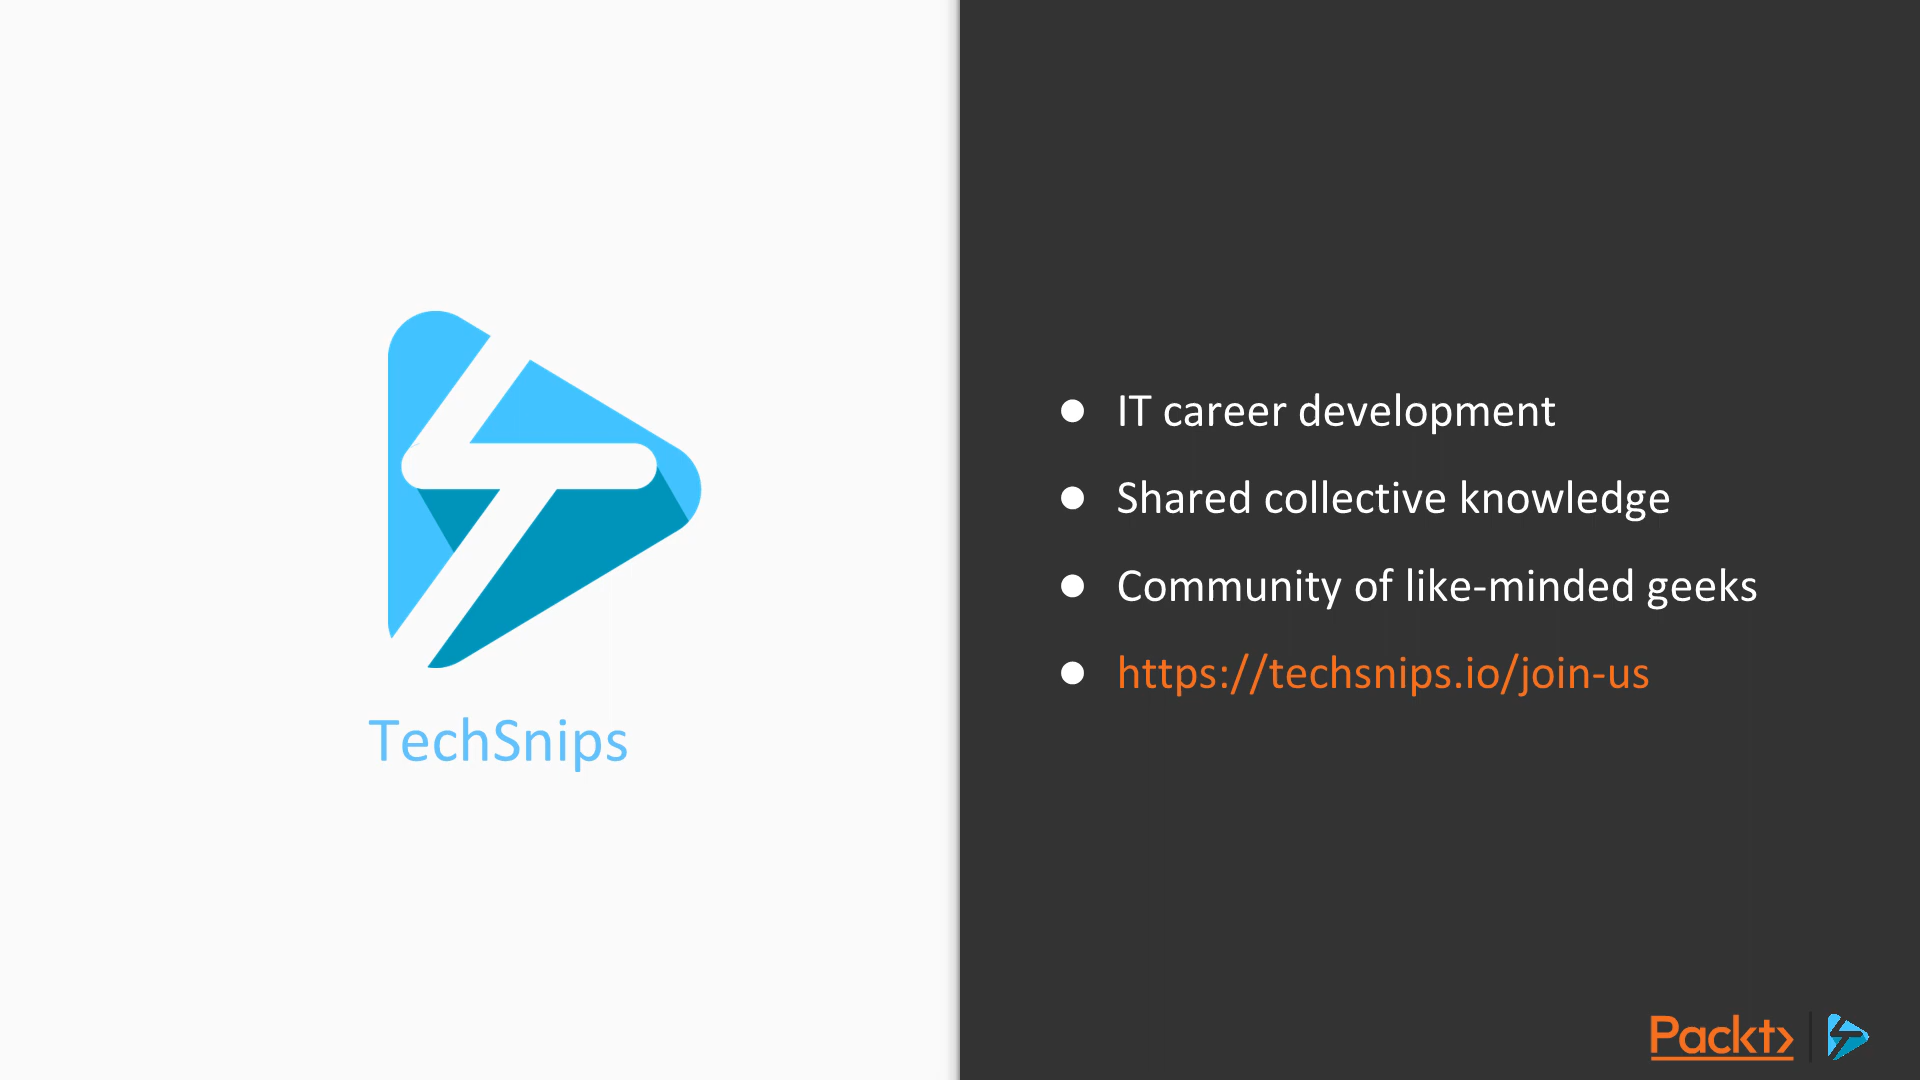 TechSnips
● IT career development
● Shared collective knowledge
● Community of like-minded geeks
● https://techsnips.io/join-us
Packt>